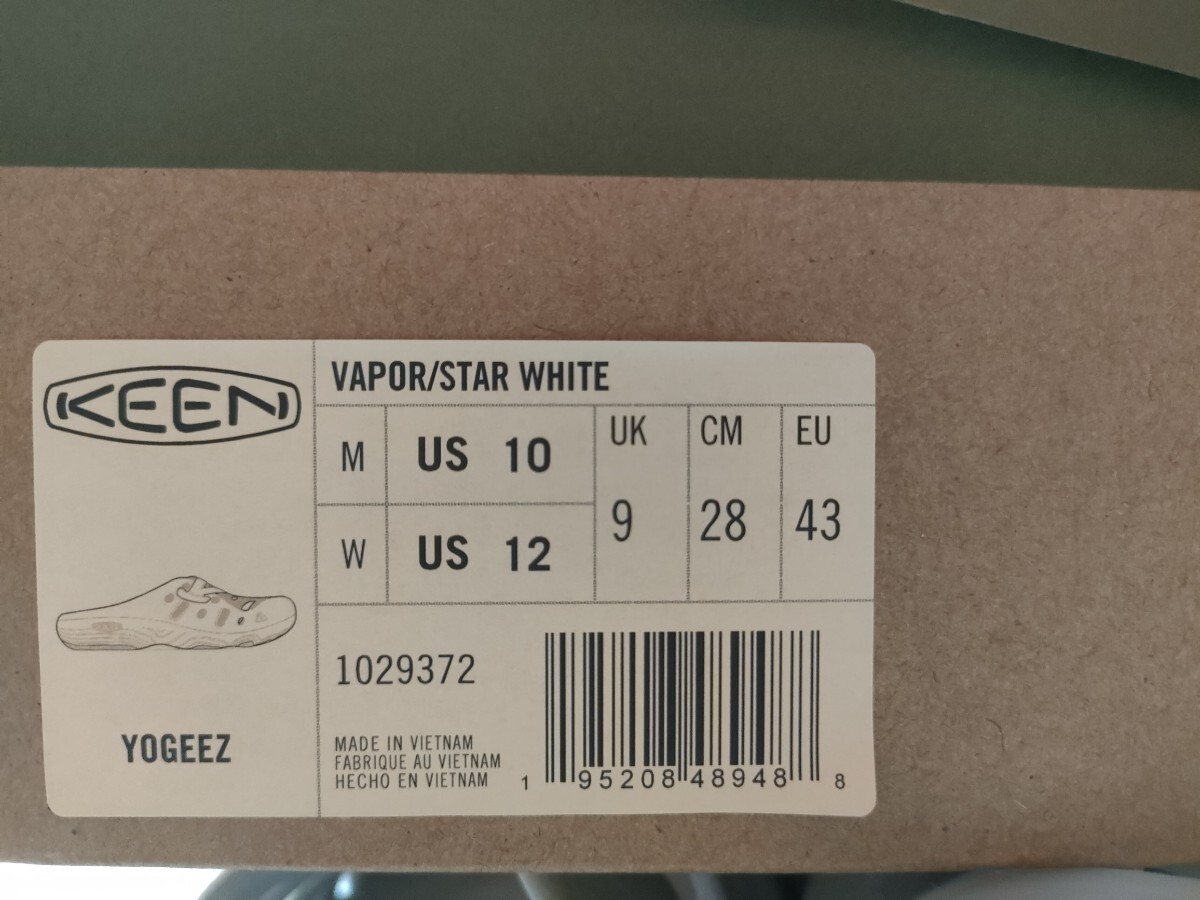 KEEN
VAPOR/STAR WHITE
M US 10
W US 12
UK CM EU
9 28 43
YOGEEZ
1029372
MADE IN VIETNAM
FABRIQUE AU VIETNAM
HECHO EN VIETNAM
1 95208 48948 8